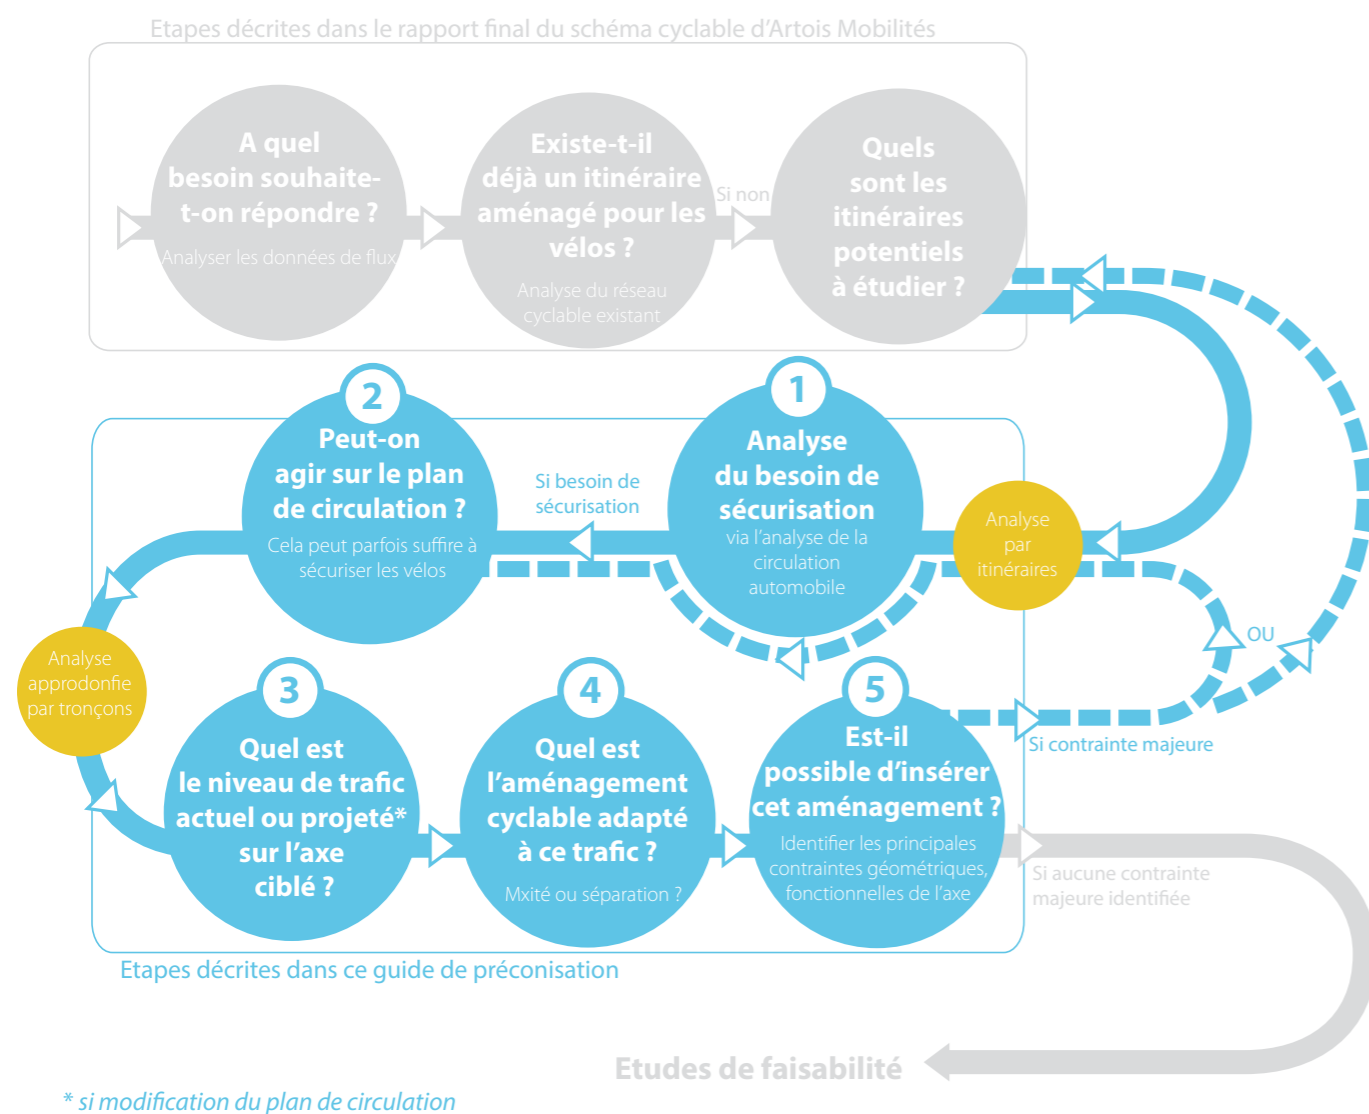 Etapes décrites dans le rapport final du schéma cyclable d'Artois Mobilités
A quel
besoin souhaite-
t-on répondre ?
Analyser les données de flux
Existe-t-il
déjà un itinéraire
aménagé pour les
vélos ?
Analyse du réseau
cyclable existant
Si non
Quels
sont les
itinéraires
potentiels
à étudier ?
Analyse
par
itinéraires
1
Analyse
du besoin de
sécurisation
via l'analyse de la
circulation
automobile
Si besoin de
sécurisation
2
Peut-on
agir sur le plan
de circulation ?
Cela peut parfois suffire à
sécuriser les vélos
Analyse
approdonfie
par tronçons
3
Quel est
le niveau de trafic
actuel ou projeté*
sur l'axe
ciblé ?
4
Quel est
l'aménagement
cyclable adapté
à ce trafic ?
Mxité ou séparation ?
5
Est-il
possible d'insérer
cet aménagement ?
Identifier les principales
contraintes géométriques,
fonctionnelles de l'axe
OU
Si contrainte majeure
Si aucune contrainte
majeure identifiée
Etapes décrites dans ce guide de préconisation
Etudes de faisabilité
* si modification du plan de circulation